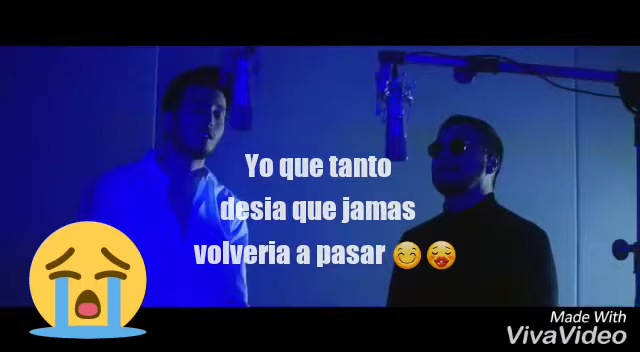 Yo que tanto
desia que jamas
volveria a pasar 😊🥰
Made With
VivaVideo